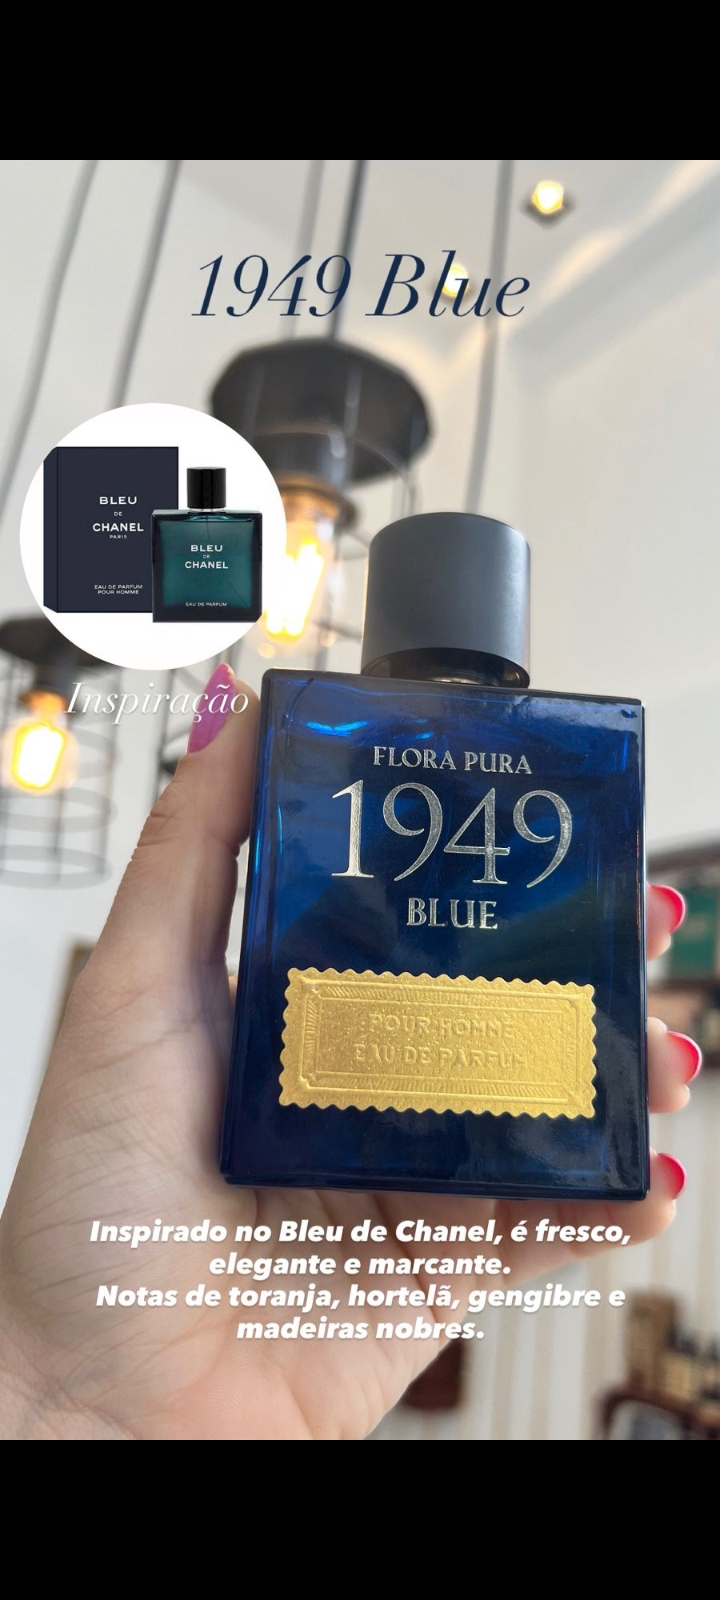 1949 Blue
BLEU
DE
CHANEL
PARIS
EAU DE PARFUM
POUR HOMME
BLEU
DE
CHANEL
EAU DE PARFUM
Inspiração
FLORA PURA
1949
BLUE
POUR HOMME
EAU DE PARFUM
Inspirado no Bleu de Chanel, é fresco,
elegante e marcante.
Notas de toranja, hortelã, gengibre e
madeiras nobres.